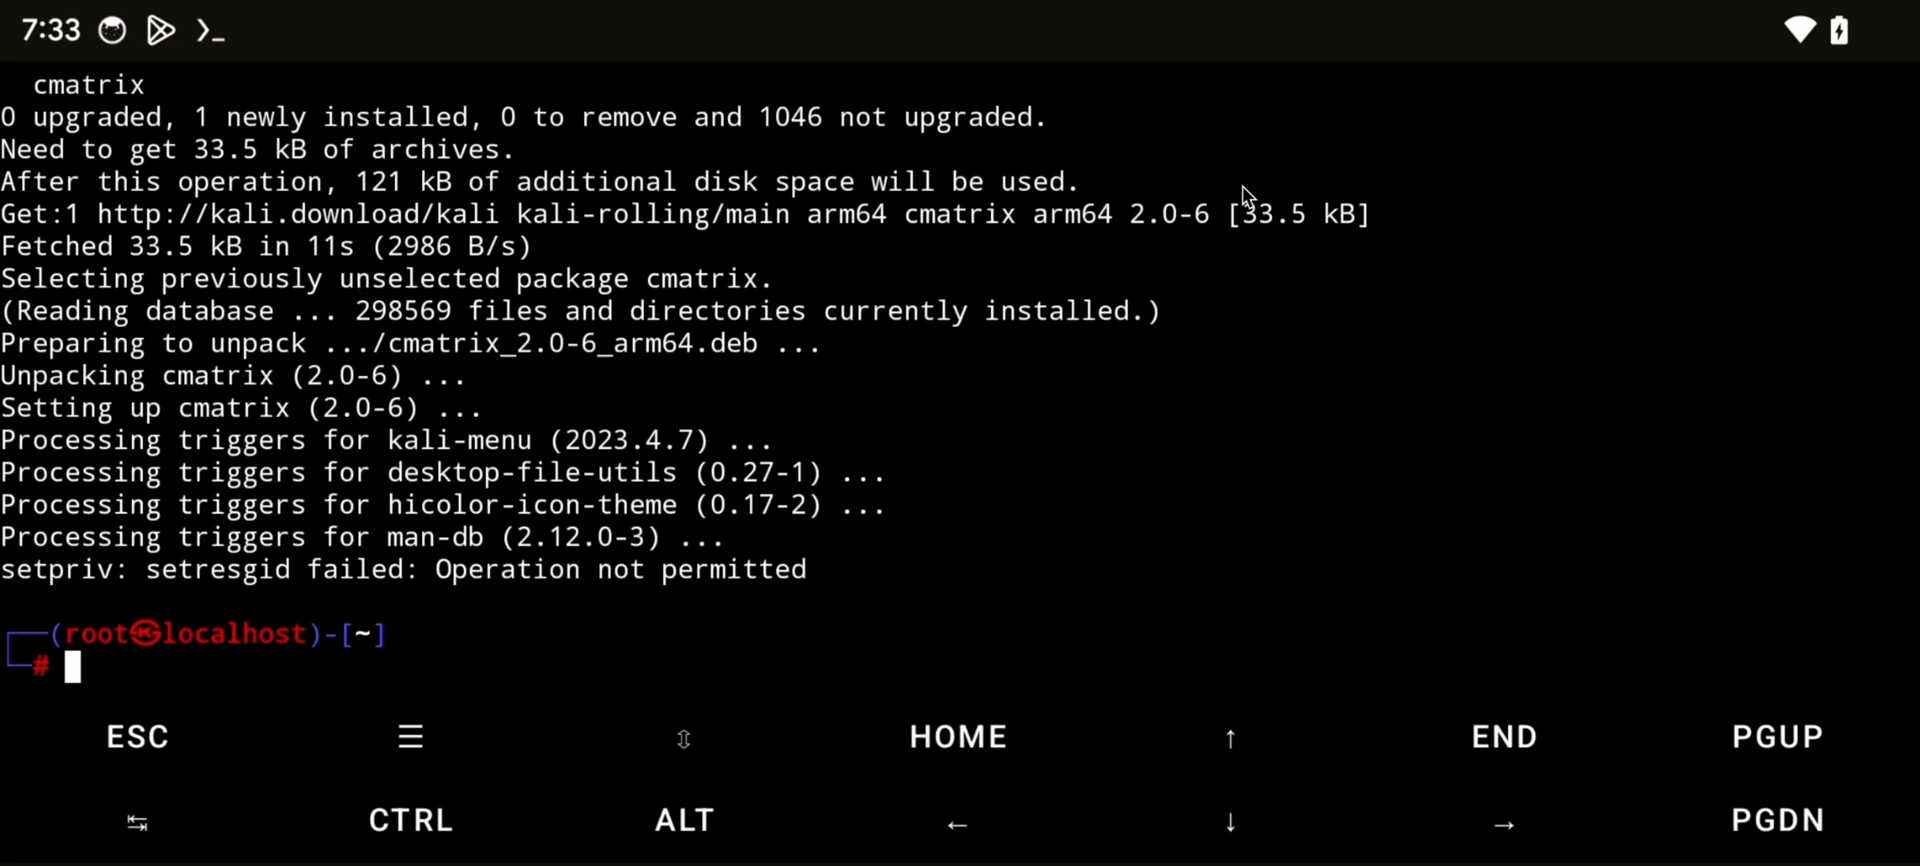 7:33
cmatrix
0 upgraded, 1 newly installed, 0 to remove and 1046 not upgraded.
Need to get 33.5 kB of archives.
After this operation, 121 kB of additional disk space will be used.
Get:1 http://kali.download/kali kali-rolling/main arm64 cmatrix arm64 2.0-6 [33.5 kB]
Fetched 33.5 kB in 11s (2986 B/s)
Selecting previously unselected package cmatrix.
(Reading database ... 298569 files and directories currently installed.)
Preparing to unpack .../cmatrix_2.0-6_arm64.deb ...
Unpacking cmatrix (2.0-6) ...
Setting up cmatrix (2.0-6) ...
Processing triggers for kali-menu (2023.4.7) ...
Processing triggers for desktop-file-utils (0.27-1) ...
Processing triggers for hicolor-icon-theme (0.17-2) ...
Processing triggers for man-db (2.12.0-3) ...
setpriv: setresgid failed: Operation not permitted
┌──(root㉿localhost)-[~]
└─#
ESC ☰ ⇳ HOME ↑ END PGUP
↹ CTRL ALT ← ↓ → PGDN